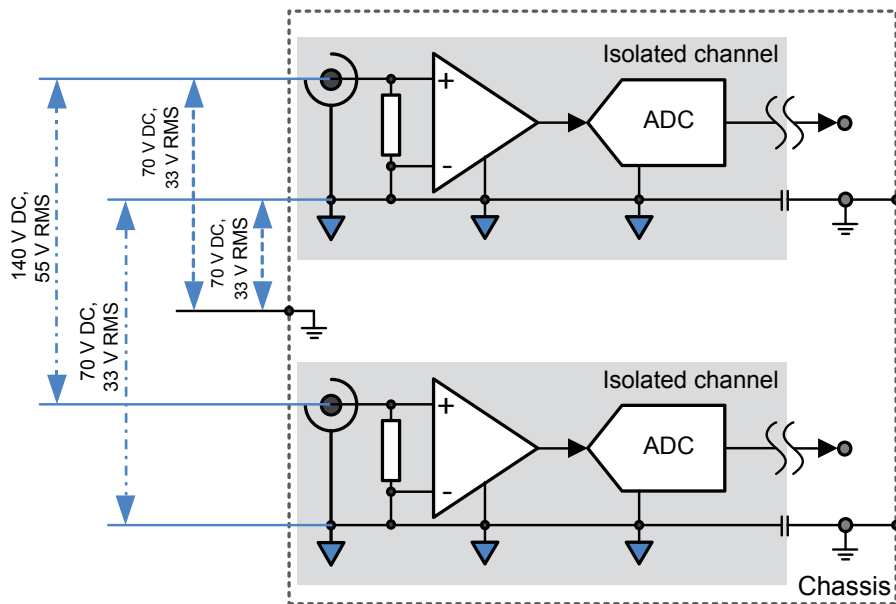 Isolated channel
+
-
ADC
70 V DC,
33 V RMS
140 V DC,
55 V RMS
70 V DC,
33 V RMS
70 V DC,
33 V RMS
Isolated channel
+
-
ADC
Chassis